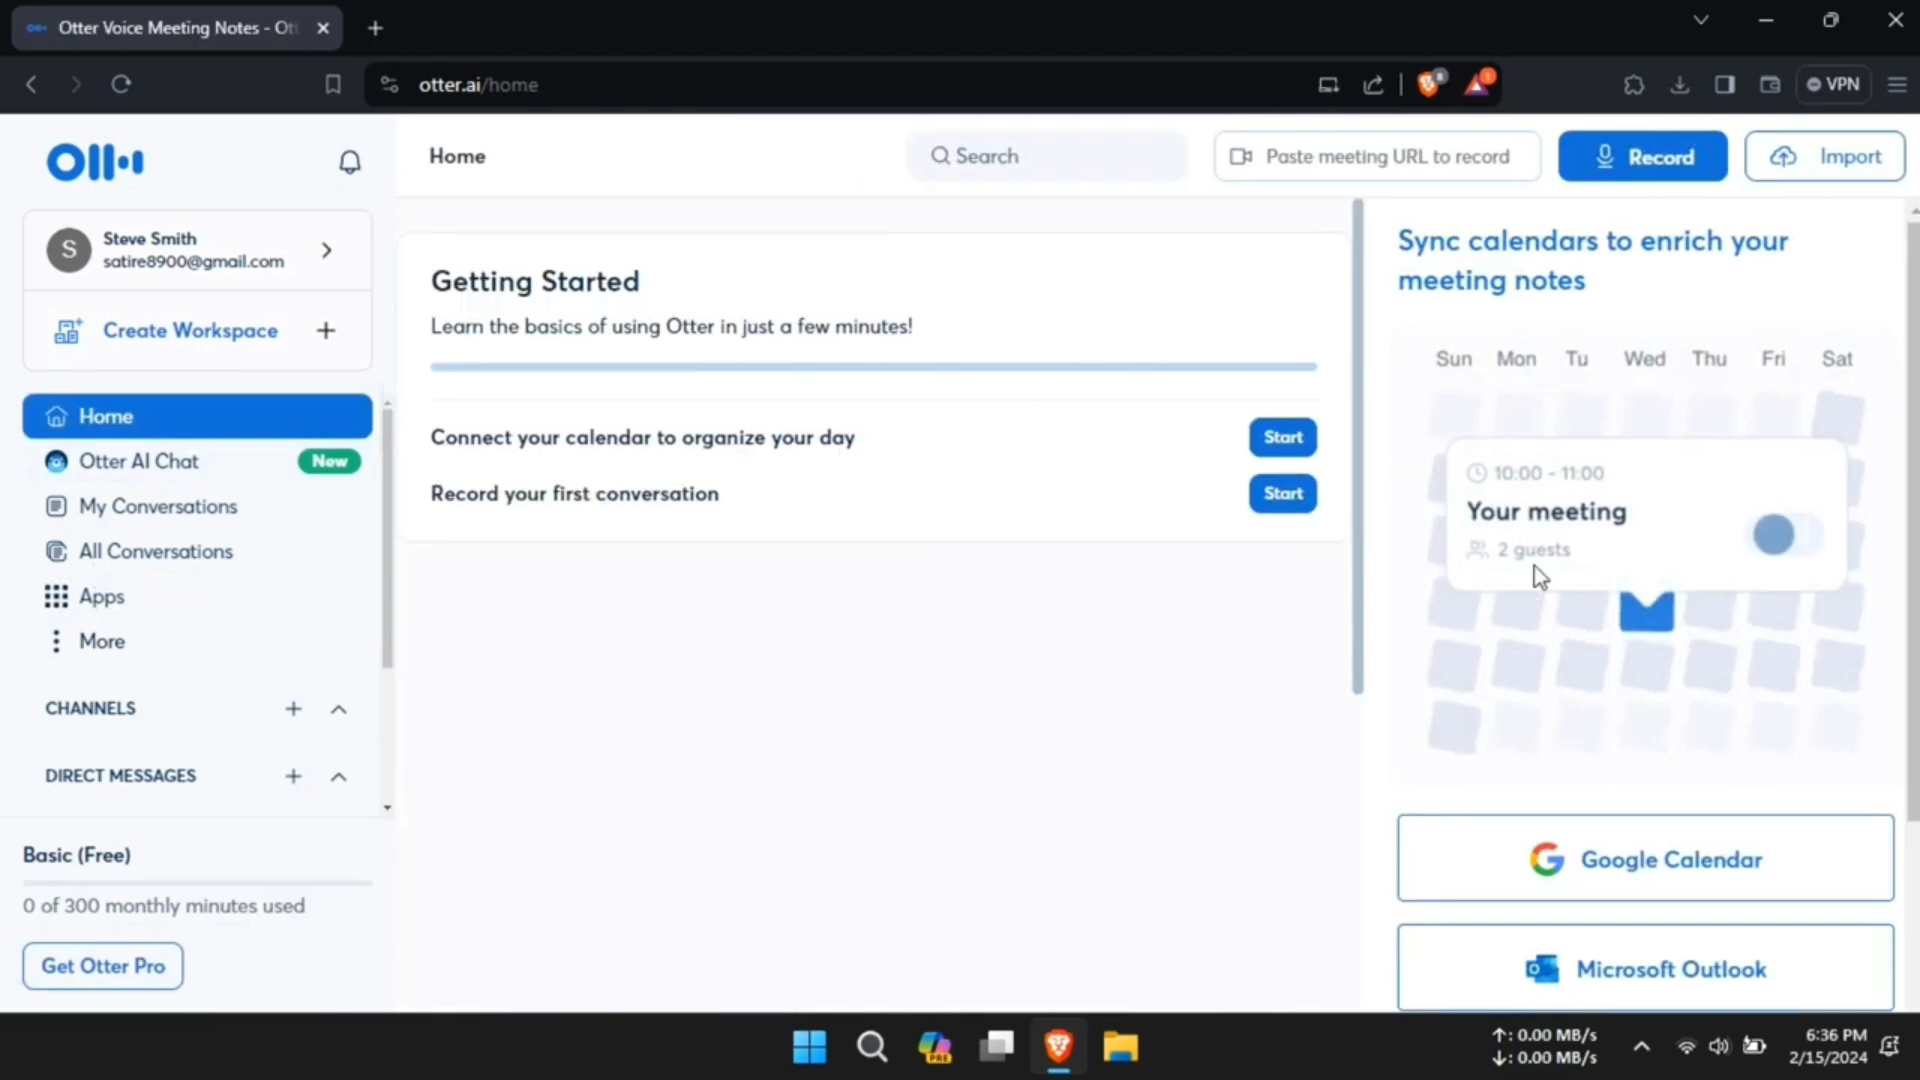 Otter Voice Meeting Notes - Ot
otter.ai/home
8
1
VPN
Home
Search
Paste meeting URL to record
Record
Import
S
Steve Smith
satire8900@gmail.com
Create Workspace
Home
Otter AI Chat
New
My Conversations
All Conversations
Apps
More
CHANNELS
DIRECT MESSAGES
Basic (Free)
0 of 300 monthly minutes used
Get Otter Pro
Getting Started
Learn the basics of using Otter in just a few minutes!
Connect your calendar to organize your day
Start
Record your first conversation
Start
Sync calendars to enrich your
meeting notes
Sun Mon Tu Wed Thu Fri Sat
10:00 - 11:00
Your meeting
2 guests
Google Calendar
Microsoft Outlook
PRE
↑: 0.00 MB/s
↓: 0.00 MB/s
6:36 PM
2/15/2024